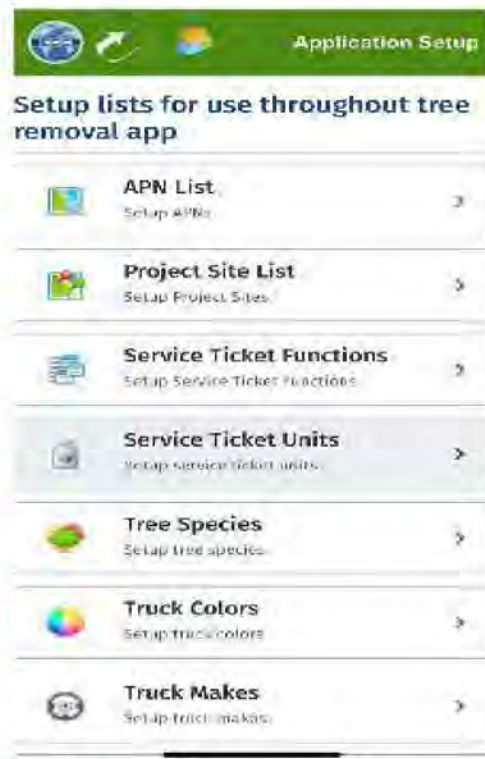 Application Setup
Setup lists for use throughout tree
removal app
APN List
Setup APNs
Project Site List
Setup Project Sites
Service Ticket Functions
Setup Service Ticket Functions
Service Ticket Units
Setup service ticket units
Tree Species
Setup tree species
Truck Colors
Setup truck colors
Truck Makes
Setup truck makes